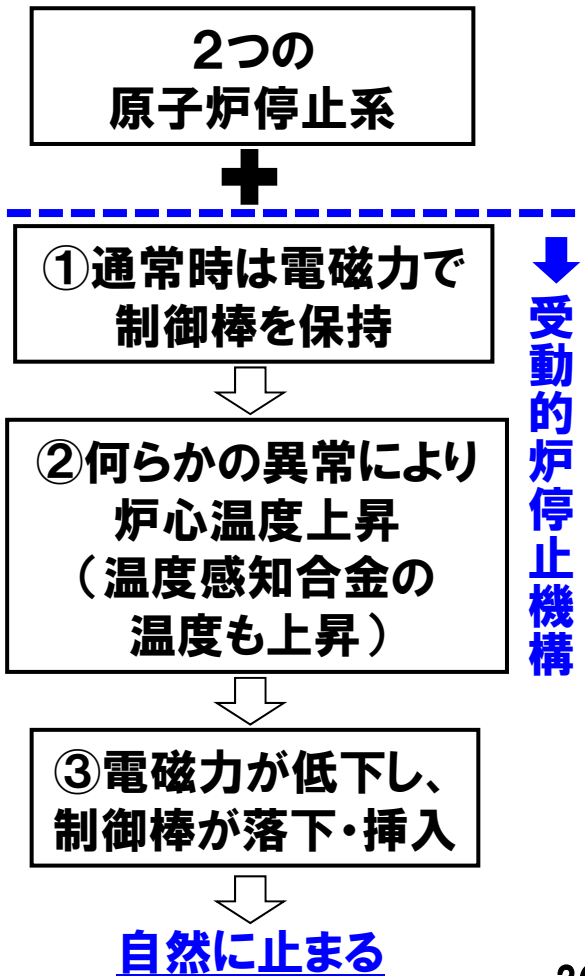 2つの
原子炉停止系
①通常時は電磁力で
制御棒を保持
②何らかの異常により
炉心温度上昇
（温度感知合金の
温度も上昇）
③電磁力が低下し、
制御棒が落下・挿入
自然に止まる
受動的炉停止機構